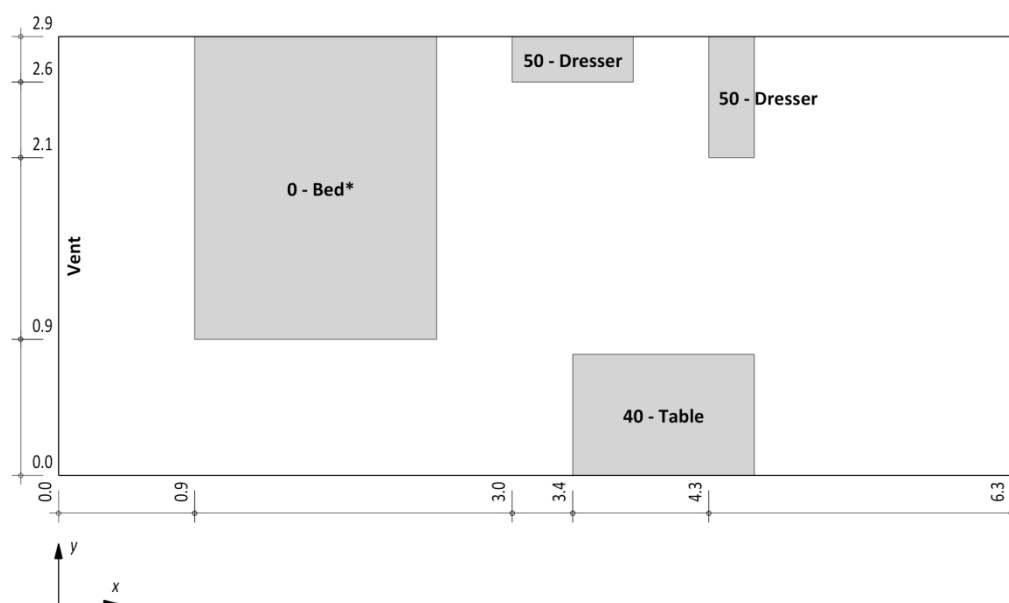 2.9
2.6
2.1
0.9
0.0
50 - Dresser
50 - Dresser
0 - Bed*
Vent
40 - Table
0.0
0.9
3.0
3.4
4.3
6.3
y
x